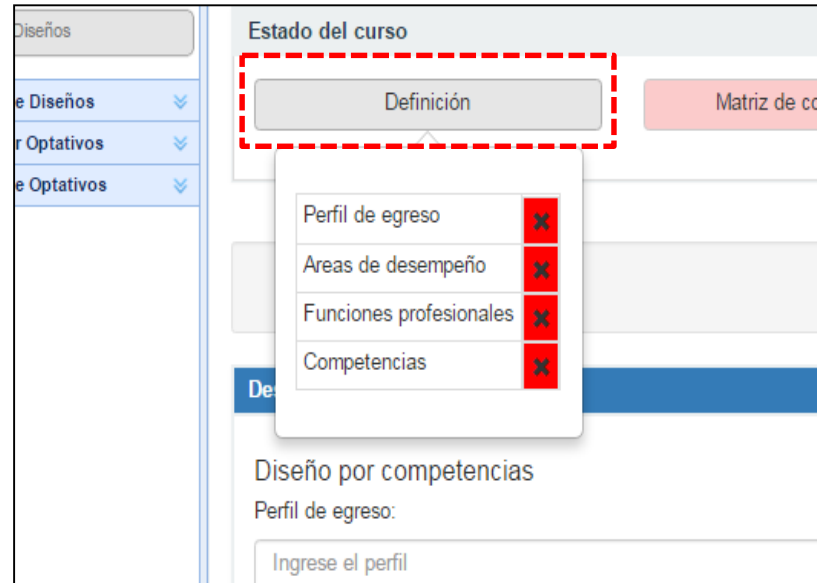 Diseños
e Diseños
r Optativos
e Optativos
Estado del curso
Definición
Matriz de co
Perfil de egreso
Areas de desempeño
Funciones profesionales
Competencias
De
Diseño por competencias
Perfil de egreso:
Ingrese el perfil